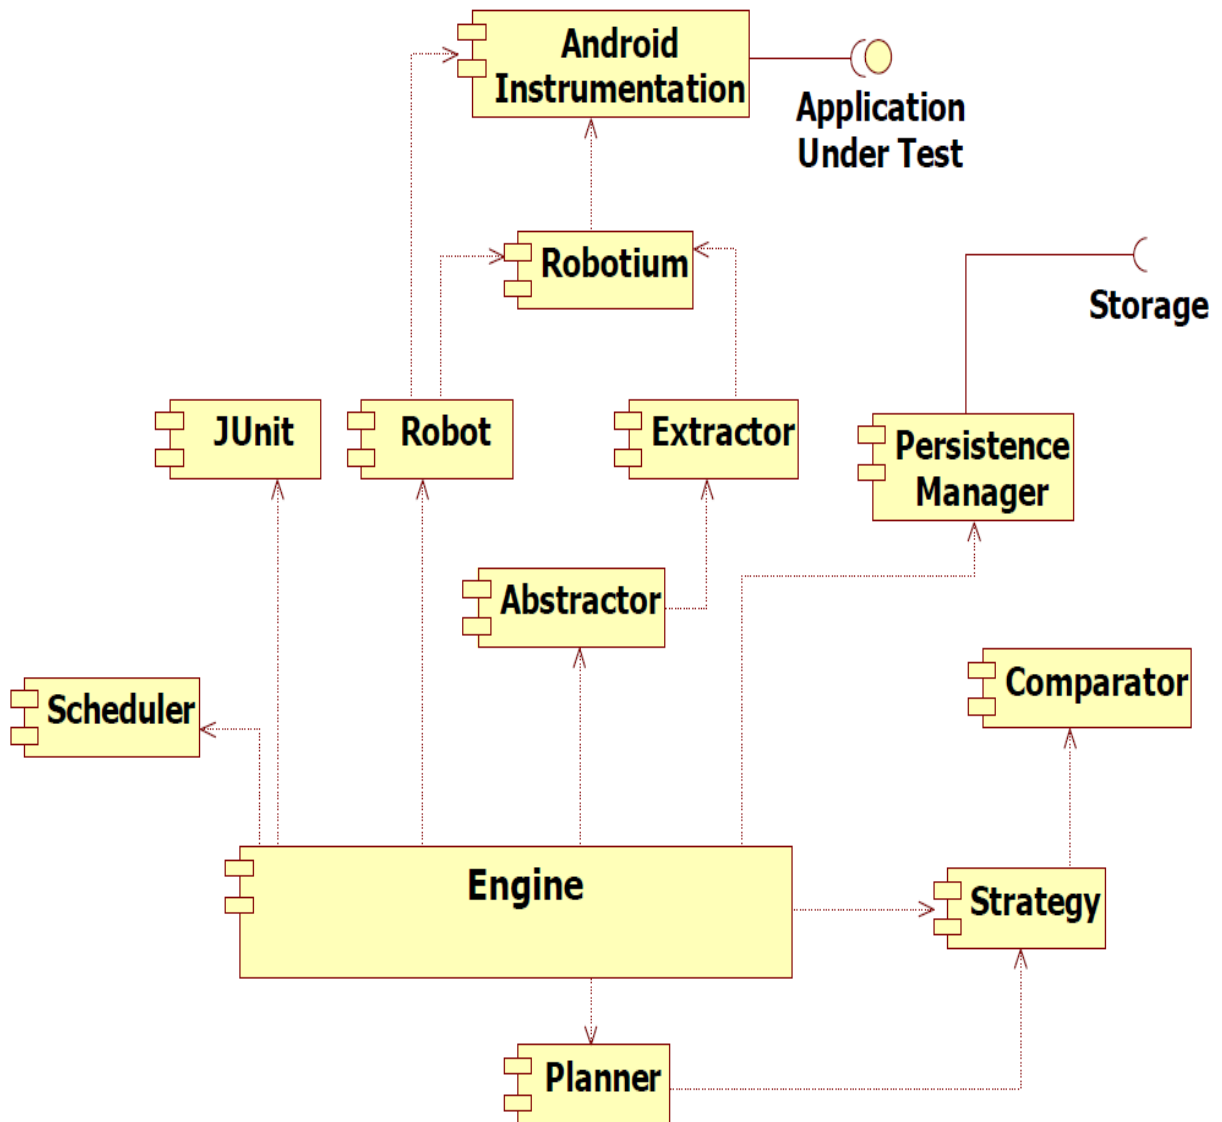 Android
Instrumentation
Application
Under Test
Robotium
Storage
JUnit
Robot
Extractor
Persistence
Manager
Abstractor
Comparator
Scheduler
Engine
Strategy
Planner